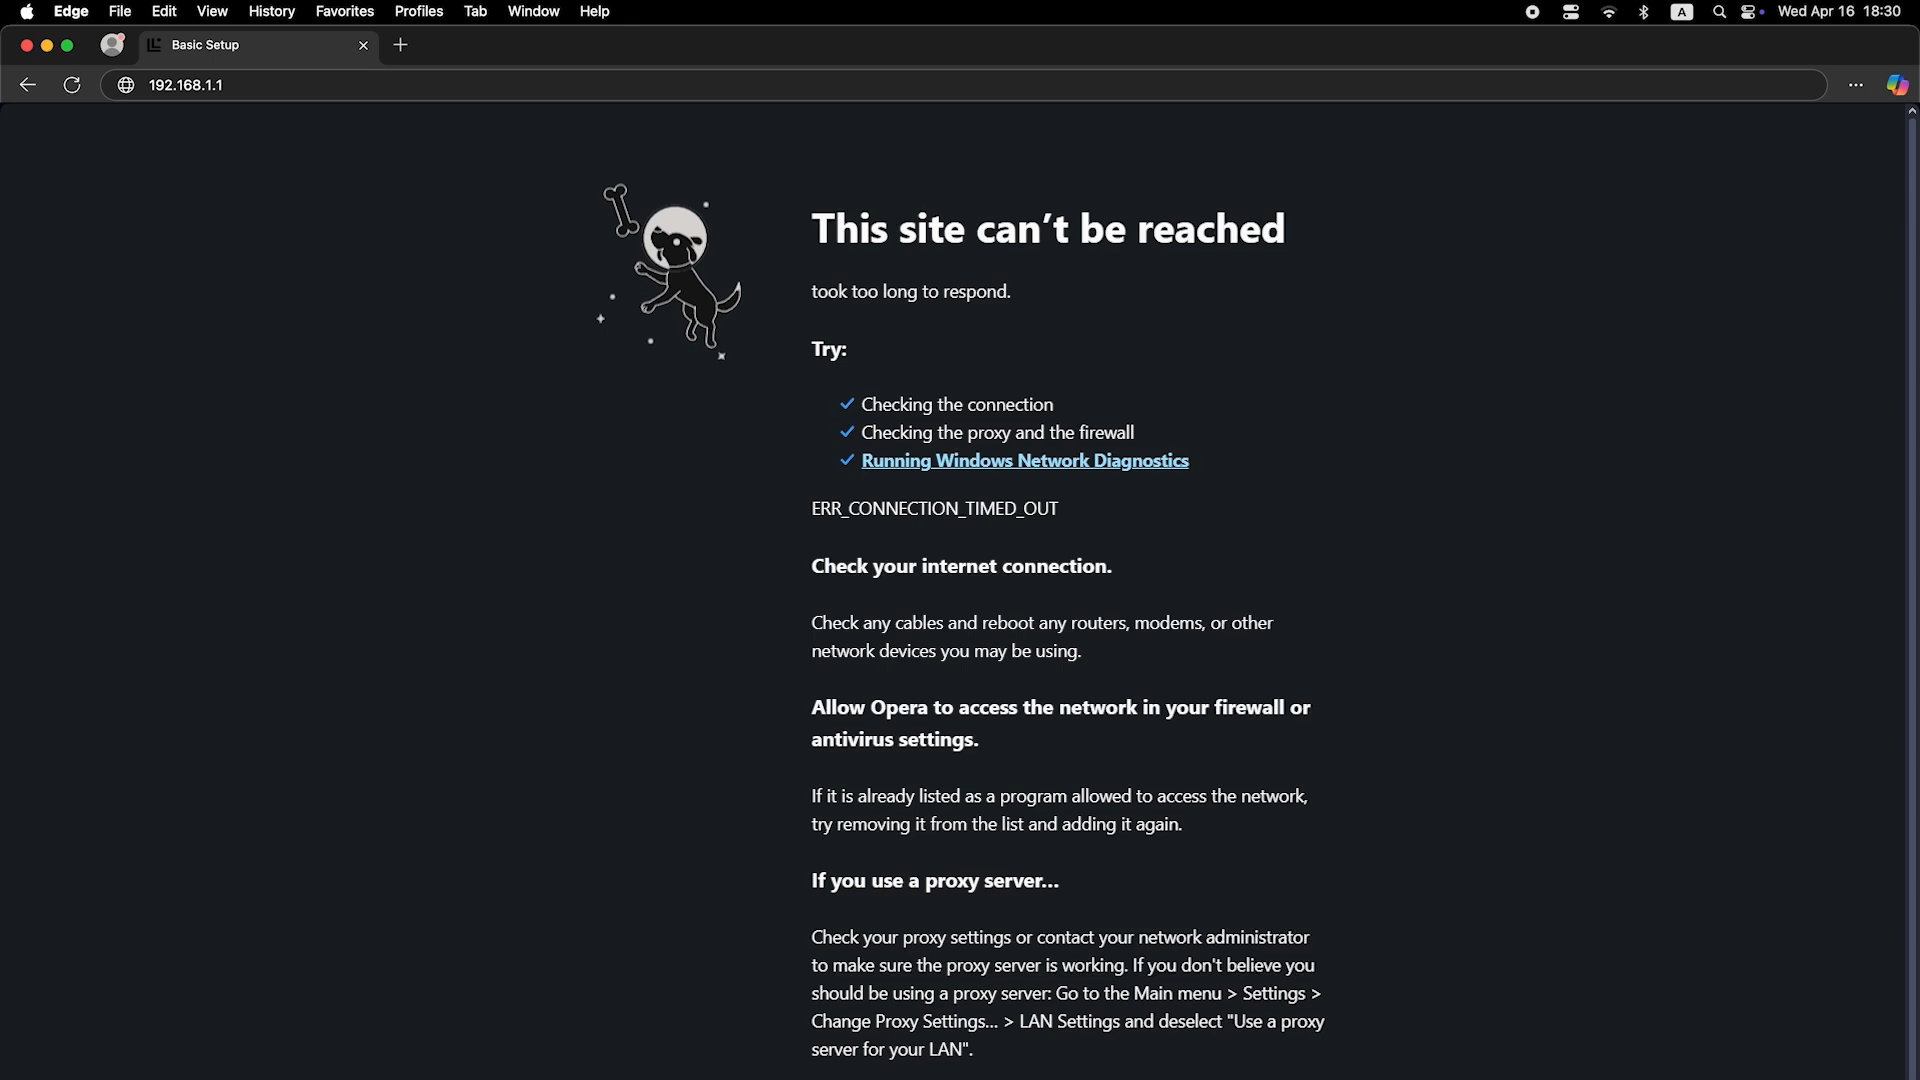 Edge File Edit View History Favorites Profiles Tab Window Help A Wed Apr 16 18:30
Basic Setup
192.168.1.1
This site can't be reached
took too long to respond.
Try:
Checking the connection
Checking the proxy and the firewall
Running Windows Network Diagnostics
ERR_CONNECTION_TIMED_OUT
Check your internet connection.
Check any cables and reboot any routers, modems, or other
network devices you may be using.
Allow Opera to access the network in your firewall or
antivirus settings.
If it is already listed as a program allowed to access the network,
try removing it from the list and adding it again.
If you use a proxy server...
Check your proxy settings or contact your network administrator
to make sure the proxy server is working. If you don't believe you
should be using a proxy server: Go to the Main menu > Settings >
Change Proxy Settings... > LAN Settings and deselect "Use a proxy
server for your LAN".